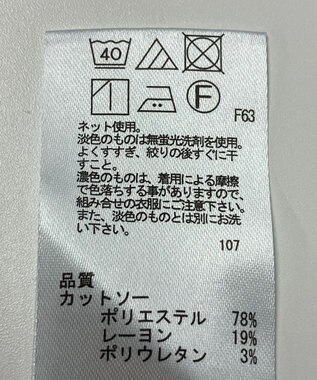 40
F
F63
ネット使用。
淡色のものは無蛍光洗剤を使用。
よくすすぎ、絞りの後すぐに干
すこと。
濃色のものは、着用による摩擦
で色落ちする事がありますので、
組み合せの衣服にご注意下さい。
また、淡色のものとは別にお洗
い下さい。
107
品質
カットソー
ポリエステル 78%
レーヨン 19%
ポリウレタン 3%